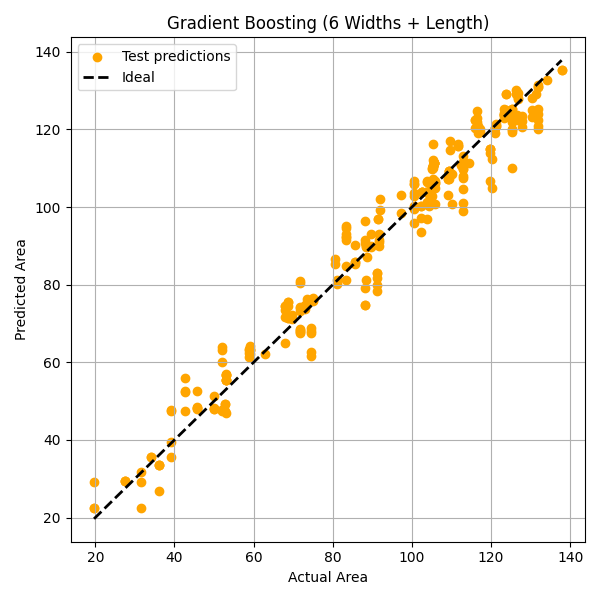 Gradient Boosting (6 Widths + Length)
Test predictions
Ideal
140
120
100
80
60
40
20
Predicted Area
20
40
60
80
100
120
140
Actual Area